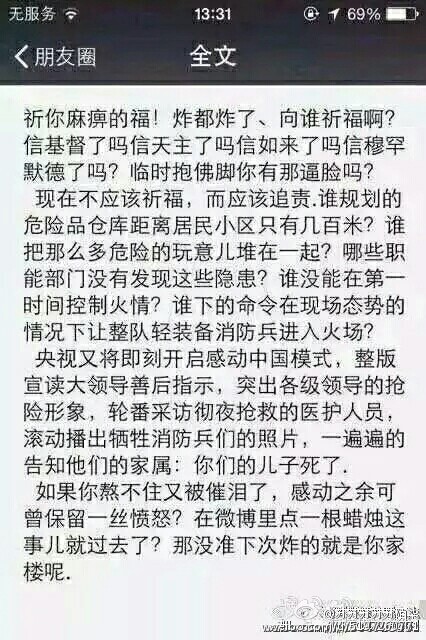 无服务 13:31 69%
朋友圈 全文
祈你麻痹的福！炸都炸了、向谁祈福啊？
信基督了吗信天主了吗信如来了吗信穆罕
默德了吗？临时抱佛脚你有那逼脸吗？
现在不应该祈福，而应该追责.谁规划的
危险品仓库距离居民小区只有几百米？谁
把那么多危险的玩意儿堆在一起？哪些职
能部门没有发现这些隐患？谁没能在第一
时间控制火情？谁下的命令在现场态势的
情况下让整队轻装备消防兵进入火场？
央视又将即刻开启感动中国模式，整版
宣读大领导善后指示，突出各级领导的抢
险形象，轮番采访彻夜抢救的医护人员，
滚动播出牺牲消防兵们的照片，一遍遍的
告知他们的家属：你们的儿子死了.
如果你熬不住又被催泪了，感动之余可
曾保留一丝愤怒？在微博里点一根蜡烛这
事儿就过去了？那没准下次炸的就是你家
楼呢.